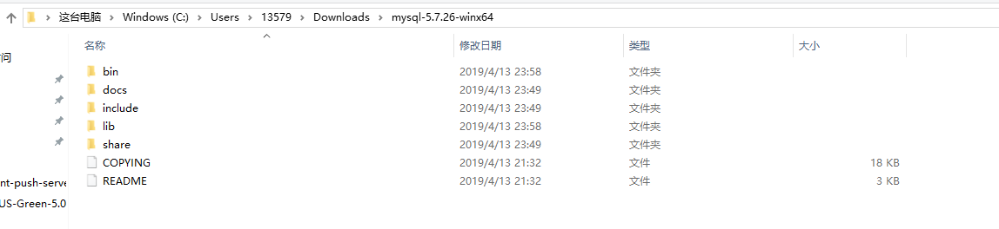 这台电脑 › Windows (C:) › Users › 13579 › Downloads › mysql-5.7.26-winx64
名称 修改日期 类型 大小
问
bin 2019/4/13 23:58 文件夹
docs 2019/4/13 23:49 文件夹
include 2019/4/13 23:49 文件夹
lib 2019/4/13 23:58 文件夹
share 2019/4/13 23:49 文件夹
COPYING 2019/4/13 21:32 文件 18 KB
README 2019/4/13 21:32 文件 3 KB
nt-push-serve
US-Green-5.0